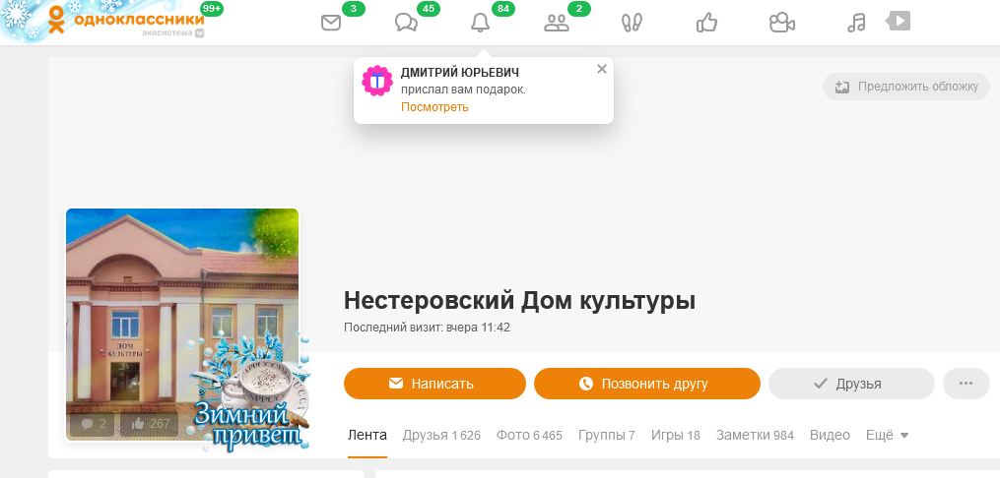 одноклассники
экосистема VK
99+
3
45
84
2
ДМИТРИЙ ЮРЬЕВИЧ
прислал вам подарок.
Посмотреть
Предложить обложку
ДОМ
КУЛЬТУРЫ
Зимний
привет
2
267
Нестеровский Дом культуры
Последний визит: вчера 11:42
Написать
Позвонить другу
Друзья
Лента
Друзья 1 626
Фото 6 465
Группы 7
Игры 18
Заметки 984
Видео
Ещё